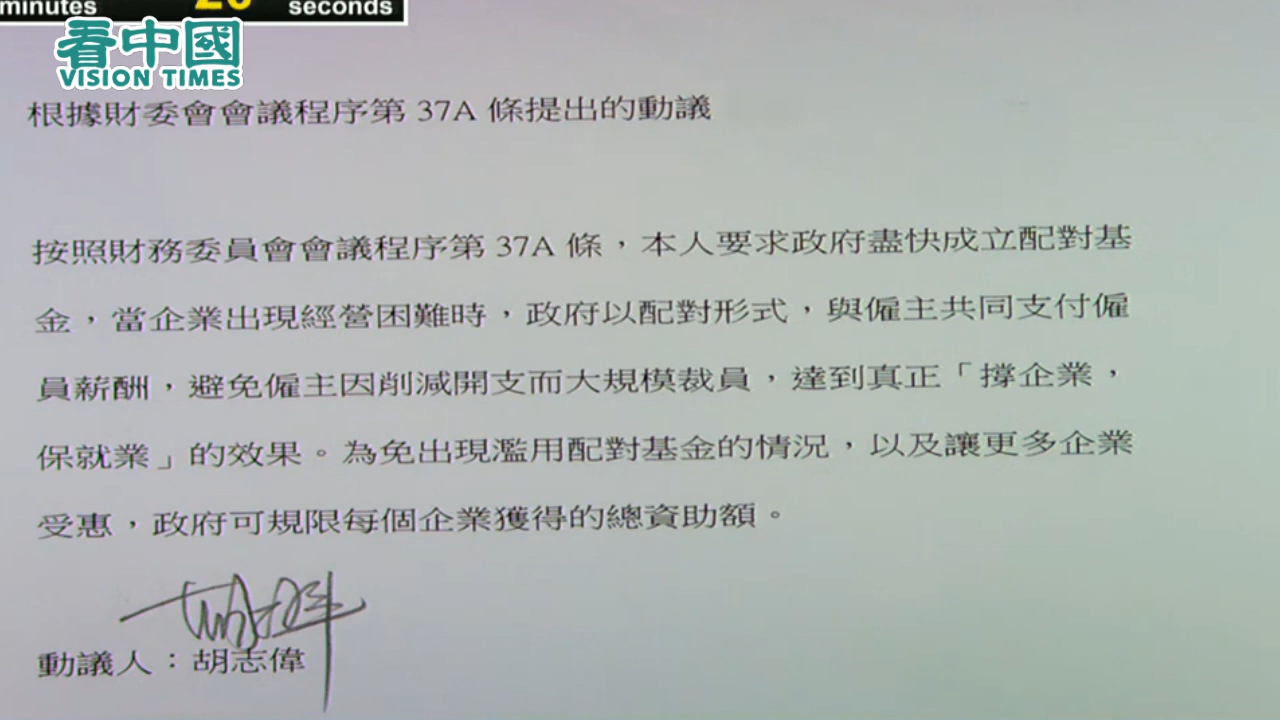 minutes 20 seconds
看中國
VISION TIMES
根據財委會會議程序第 37A 條提出的動議
按照財務委員會會議程序第 37A 條，本人要求政府盡快成立配對基
金，當企業出現經營困難時，政府以配對形式，與僱主共同支付僱
員薪酬，避免僱主因削減開支而大規模裁員，達到真正「撐企業，
保就業」的效果。為免出現濫用配對基金的情況，以及讓更多企業
受惠，政府可規限每個企業獲得的總資助額。
動議人：胡志偉